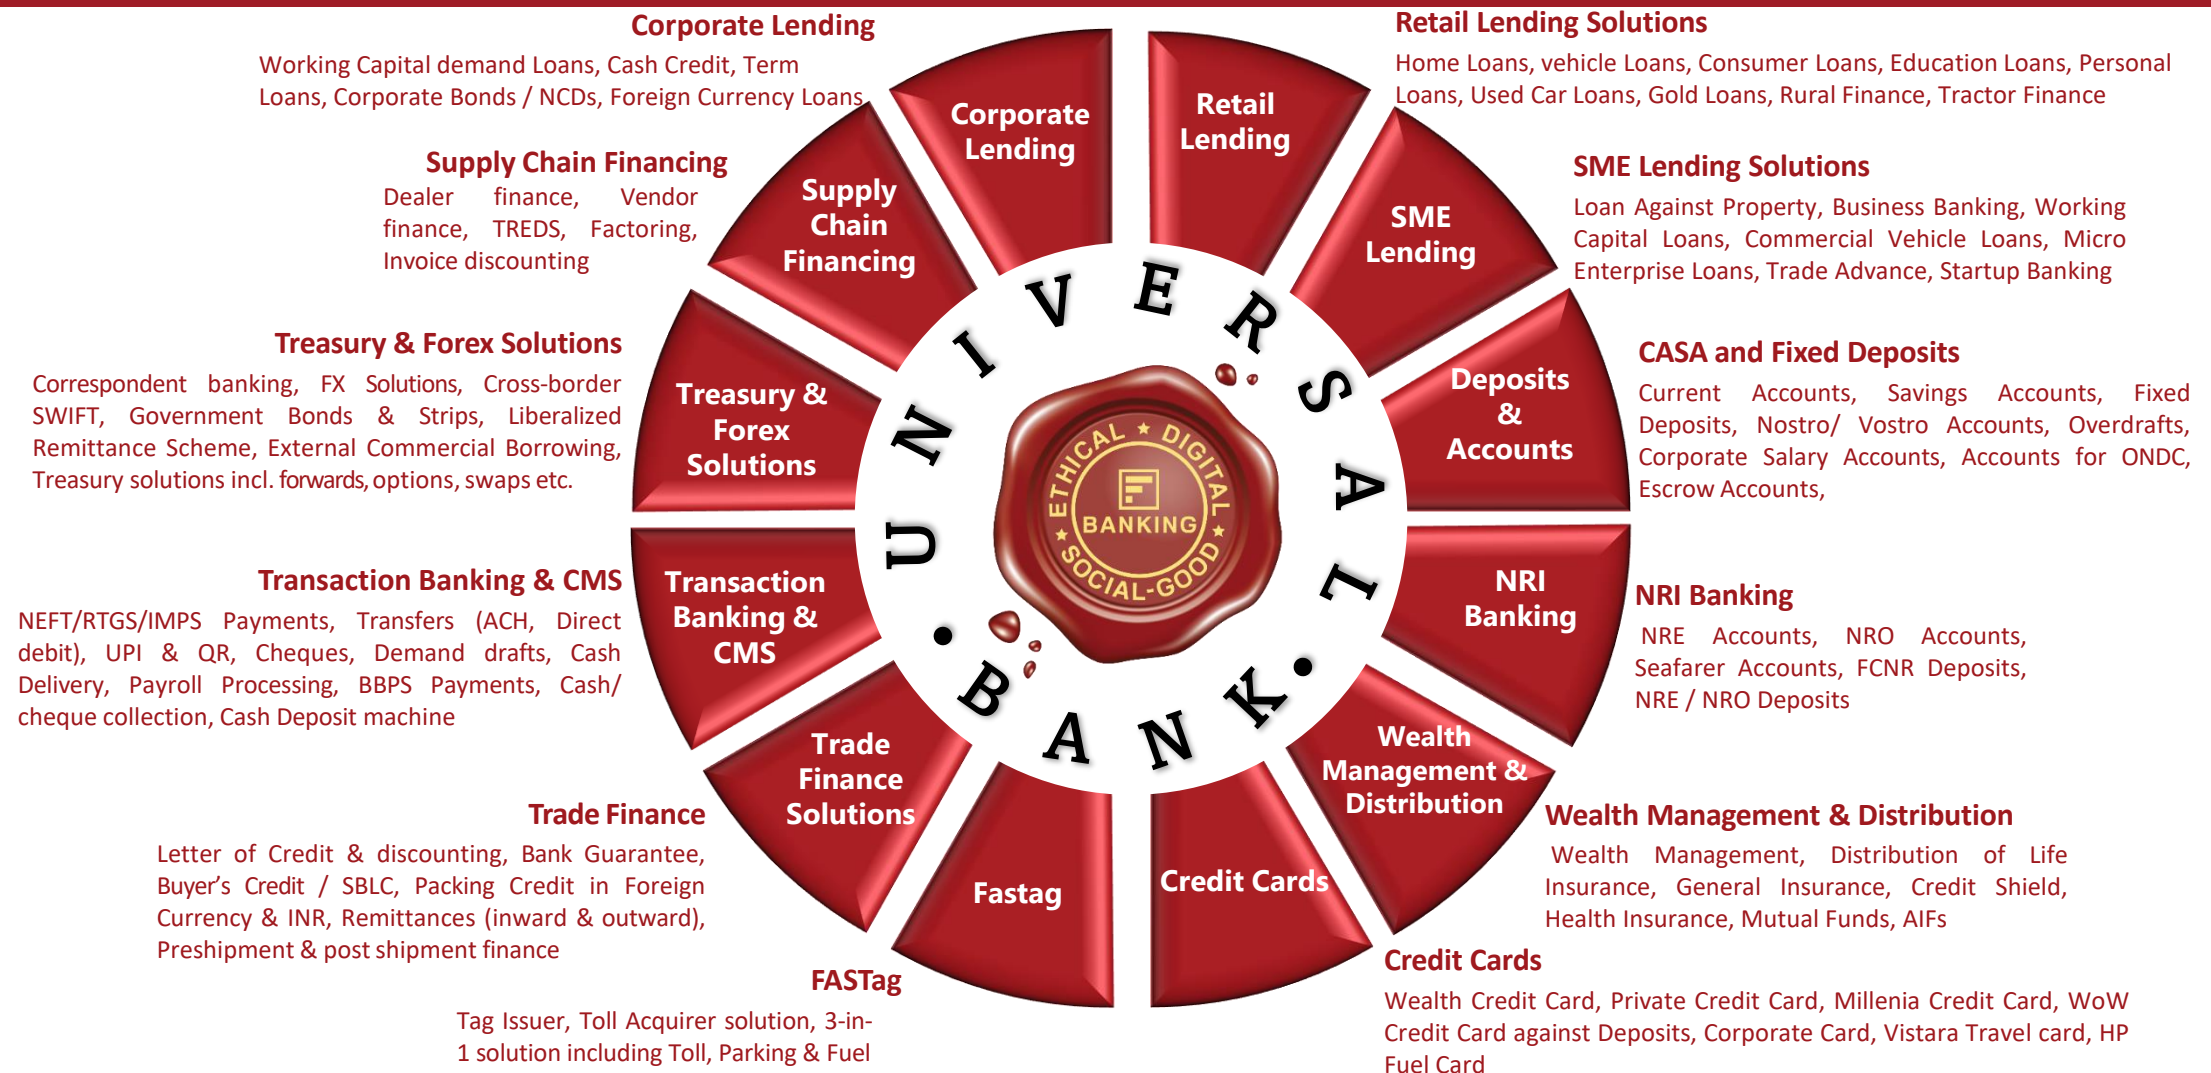 Corporate Lending
Working Capital demand Loans, Cash Credit, Term
Loans, Corporate Bonds / NCDs, Foreign Currency Loans
Supply Chain Financing
Dealer finance, Vendor
finance, TREDS, Factoring,
Invoice discounting
Treasury & Forex Solutions
Correspondent banking, FX Solutions, Cross-border
SWIFT, Government Bonds & Strips, Liberalized
Remittance Scheme, External Commercial Borrowing,
Treasury solutions incl. forwards, options, swaps etc.
Transaction Banking & CMS
NEFT/RTGS/IMPS Payments, Transfers (ACH, Direct
debit), UPI & QR, Cheques, Demand drafts, Cash
Delivery, Payroll Processing, BBPS Payments, Cash/
cheque collection, Cash Deposit machine
Trade Finance
Letter of Credit & discounting, Bank Guarantee,
Buyer's Credit / SBLC, Packing Credit in Foreign
Currency & INR, Remittances (inward & outward),
Preshipment & post shipment finance
FASTag
Tag Issuer, Toll Acquirer solution, 3-in-
1 solution including Toll, Parking & Fuel
Corporate
Lending
Retail
Lending
Supply
Chain
Financing
SME
Lending
Treasury &
Forex
Solutions
Deposits
&
Accounts
Transaction
Banking &
CMS
NRI
Banking
Trade
Finance
Solutions
Wealth
Management &
Distribution
Fastag
Credit Cards
UNIVERSAL
• BANK •
ETHICAL ★ DIGITAL
BANKING
★ SOCIAL-GOOD ★
Retail Lending Solutions
Home Loans, vehicle Loans, Consumer Loans, Education Loans, Personal
Loans, Used Car Loans, Gold Loans, Rural Finance, Tractor Finance
SME Lending Solutions
Loan Against Property, Business Banking, Working
Capital Loans, Commercial Vehicle Loans, Micro
Enterprise Loans, Trade Advance, Startup Banking
CASA and Fixed Deposits
Current Accounts, Savings Accounts, Fixed
Deposits, Nostro/ Vostro Accounts, Overdrafts,
Corporate Salary Accounts, Accounts for ONDC,
Escrow Accounts,
NRI Banking
NRE Accounts, NRO Accounts,
Seafarer Accounts, FCNR Deposits,
NRE / NRO Deposits
Wealth Management & Distribution
Wealth Management, Distribution of Life
Insurance, General Insurance, Credit Shield,
Health Insurance, Mutual Funds, AIFs
Credit Cards
Wealth Credit Card, Private Credit Card, Millenia Credit Card, WoW
Credit Card against Deposits, Corporate Card, Vistara Travel card, HP
Fuel Card